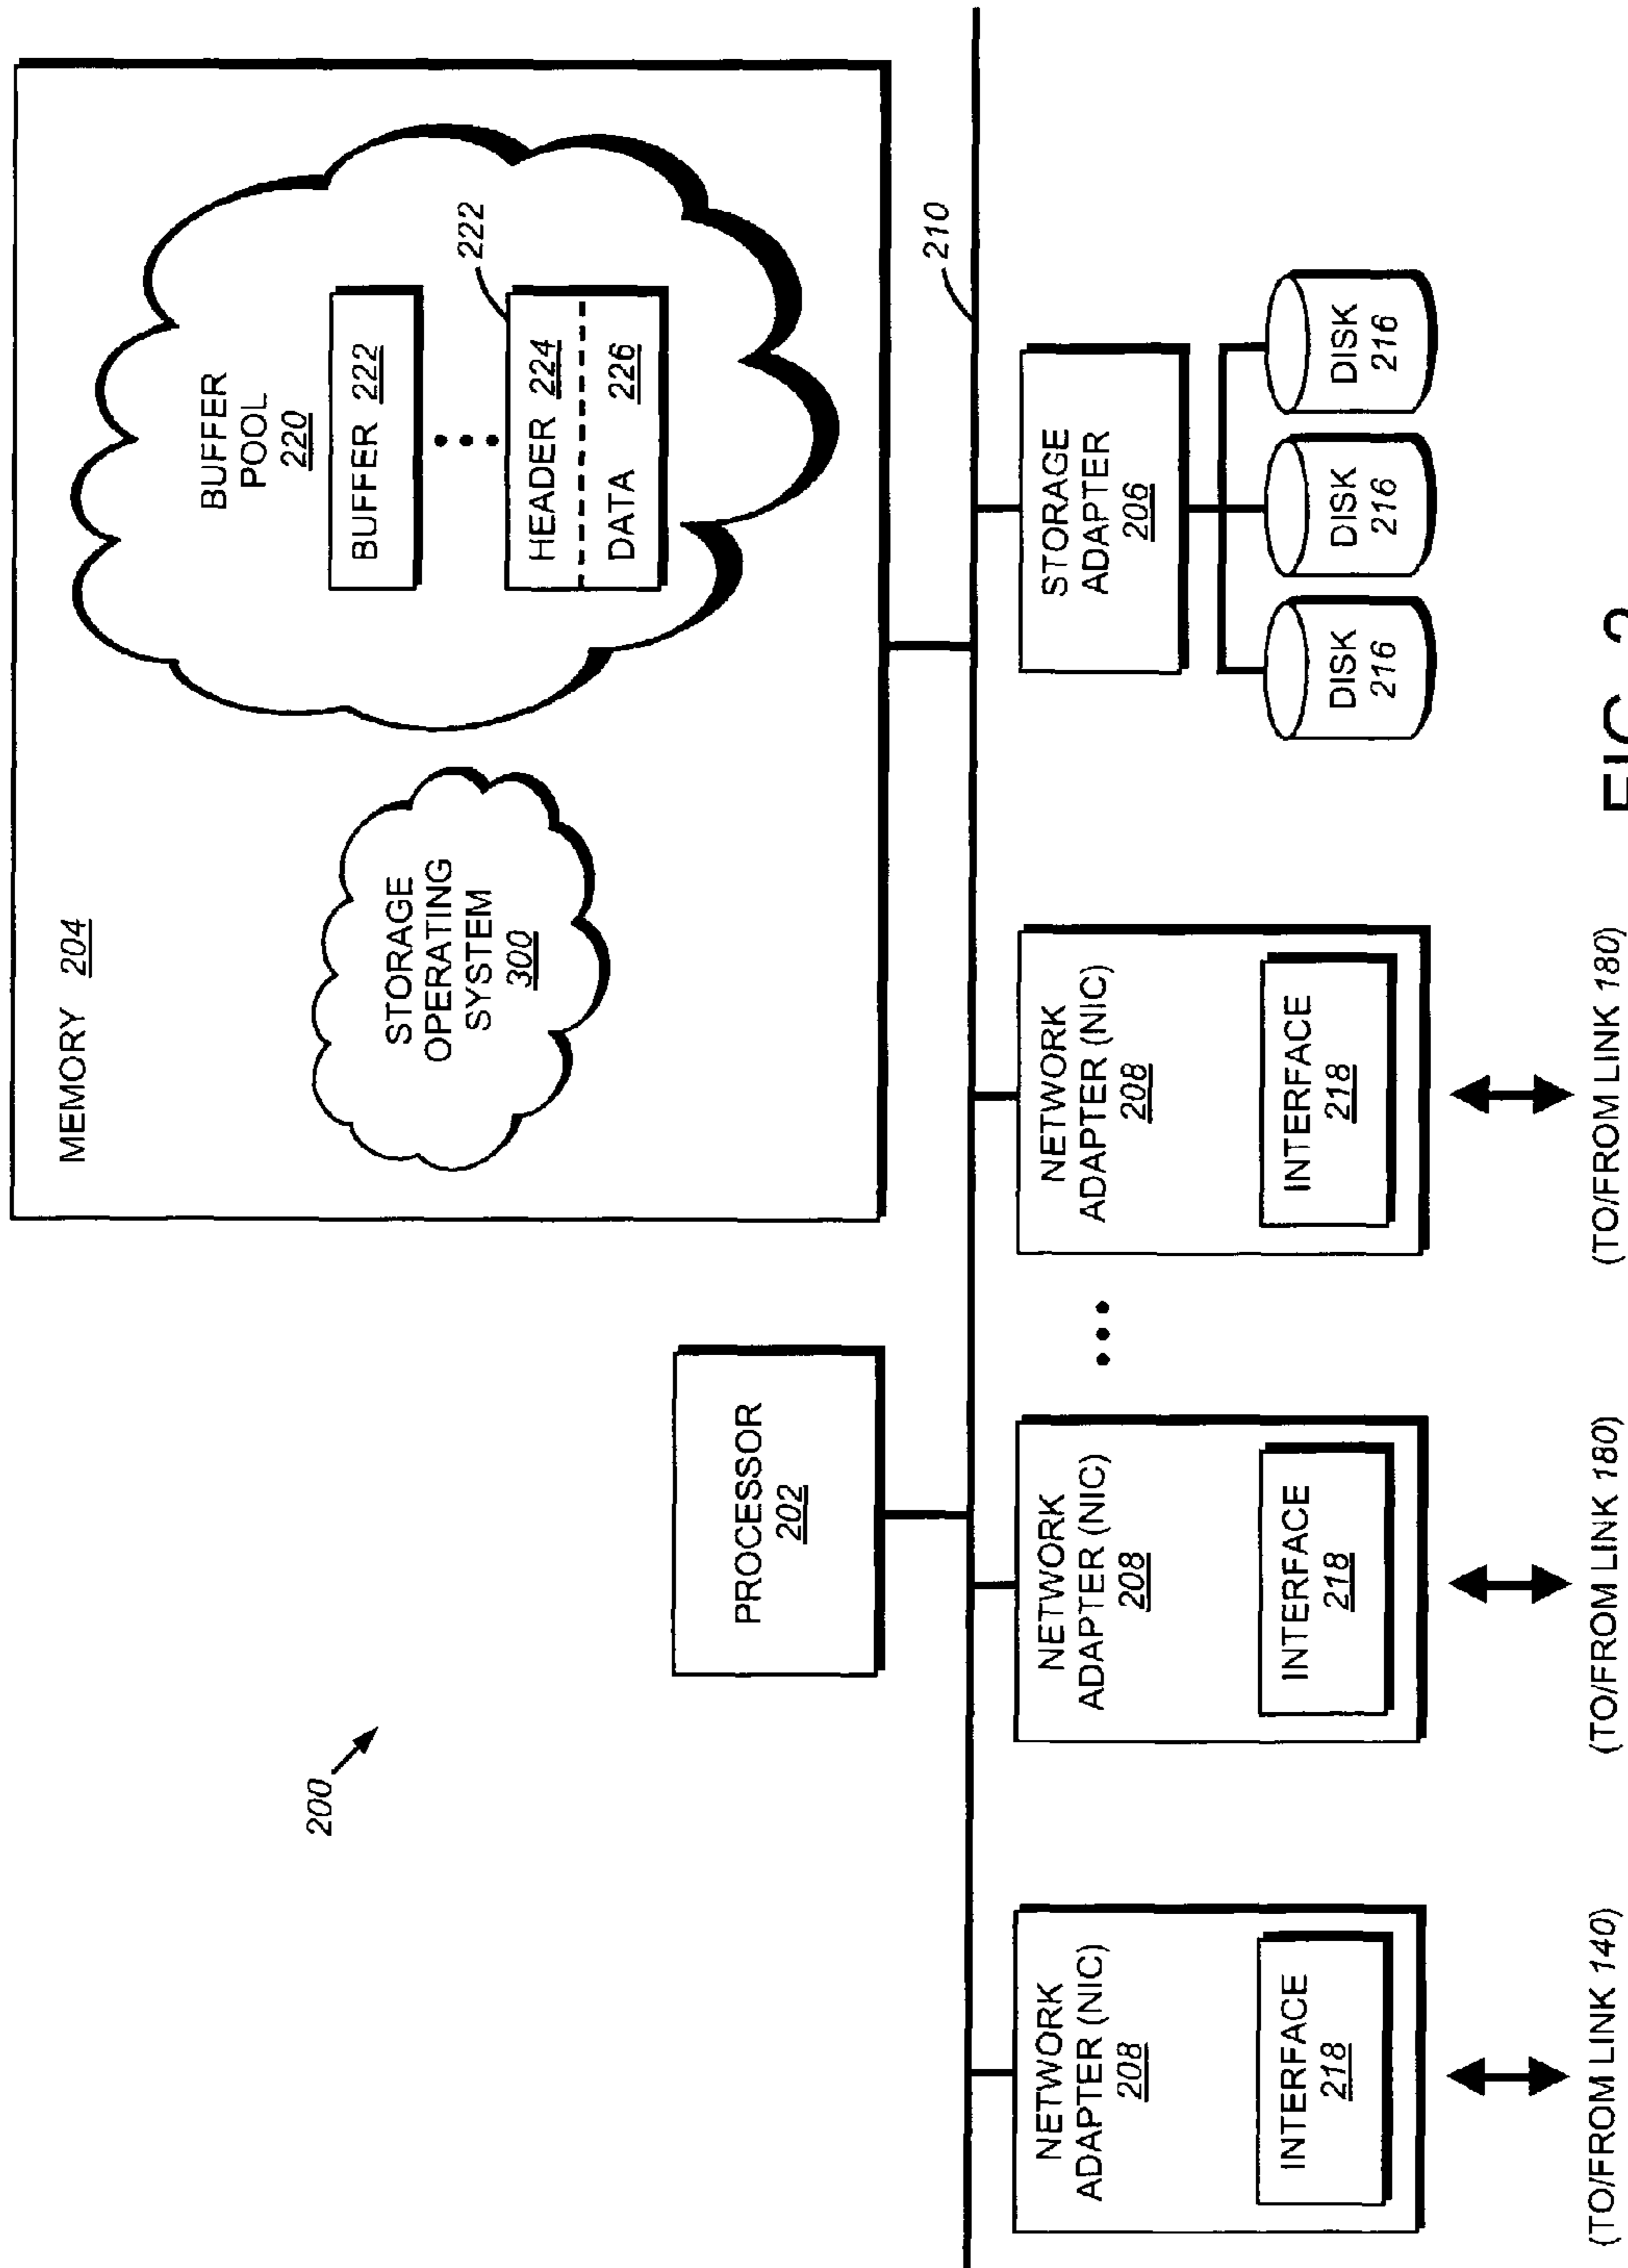 200
MEMORY 204
STORAGE
OPERATING
SYSTEM
300
BUFFER
POOL
220
BUFFER 222
222
HEADER 224
DATA 226
PROCESSOR
202
210
NETWORK
ADAPTER (NIC)
208
INTERFACE
218
(TO/FROM LINK 140)
NETWORK
ADAPTER (NIC)
208
INTERFACE
218
(TO/FROM LINK 180)
NETWORK
ADAPTER (NIC)
208
INTERFACE
218
(TO/FROM LINK 180)
STORAGE
ADAPTER
206
DISK
216
DISK
216
DISK
216